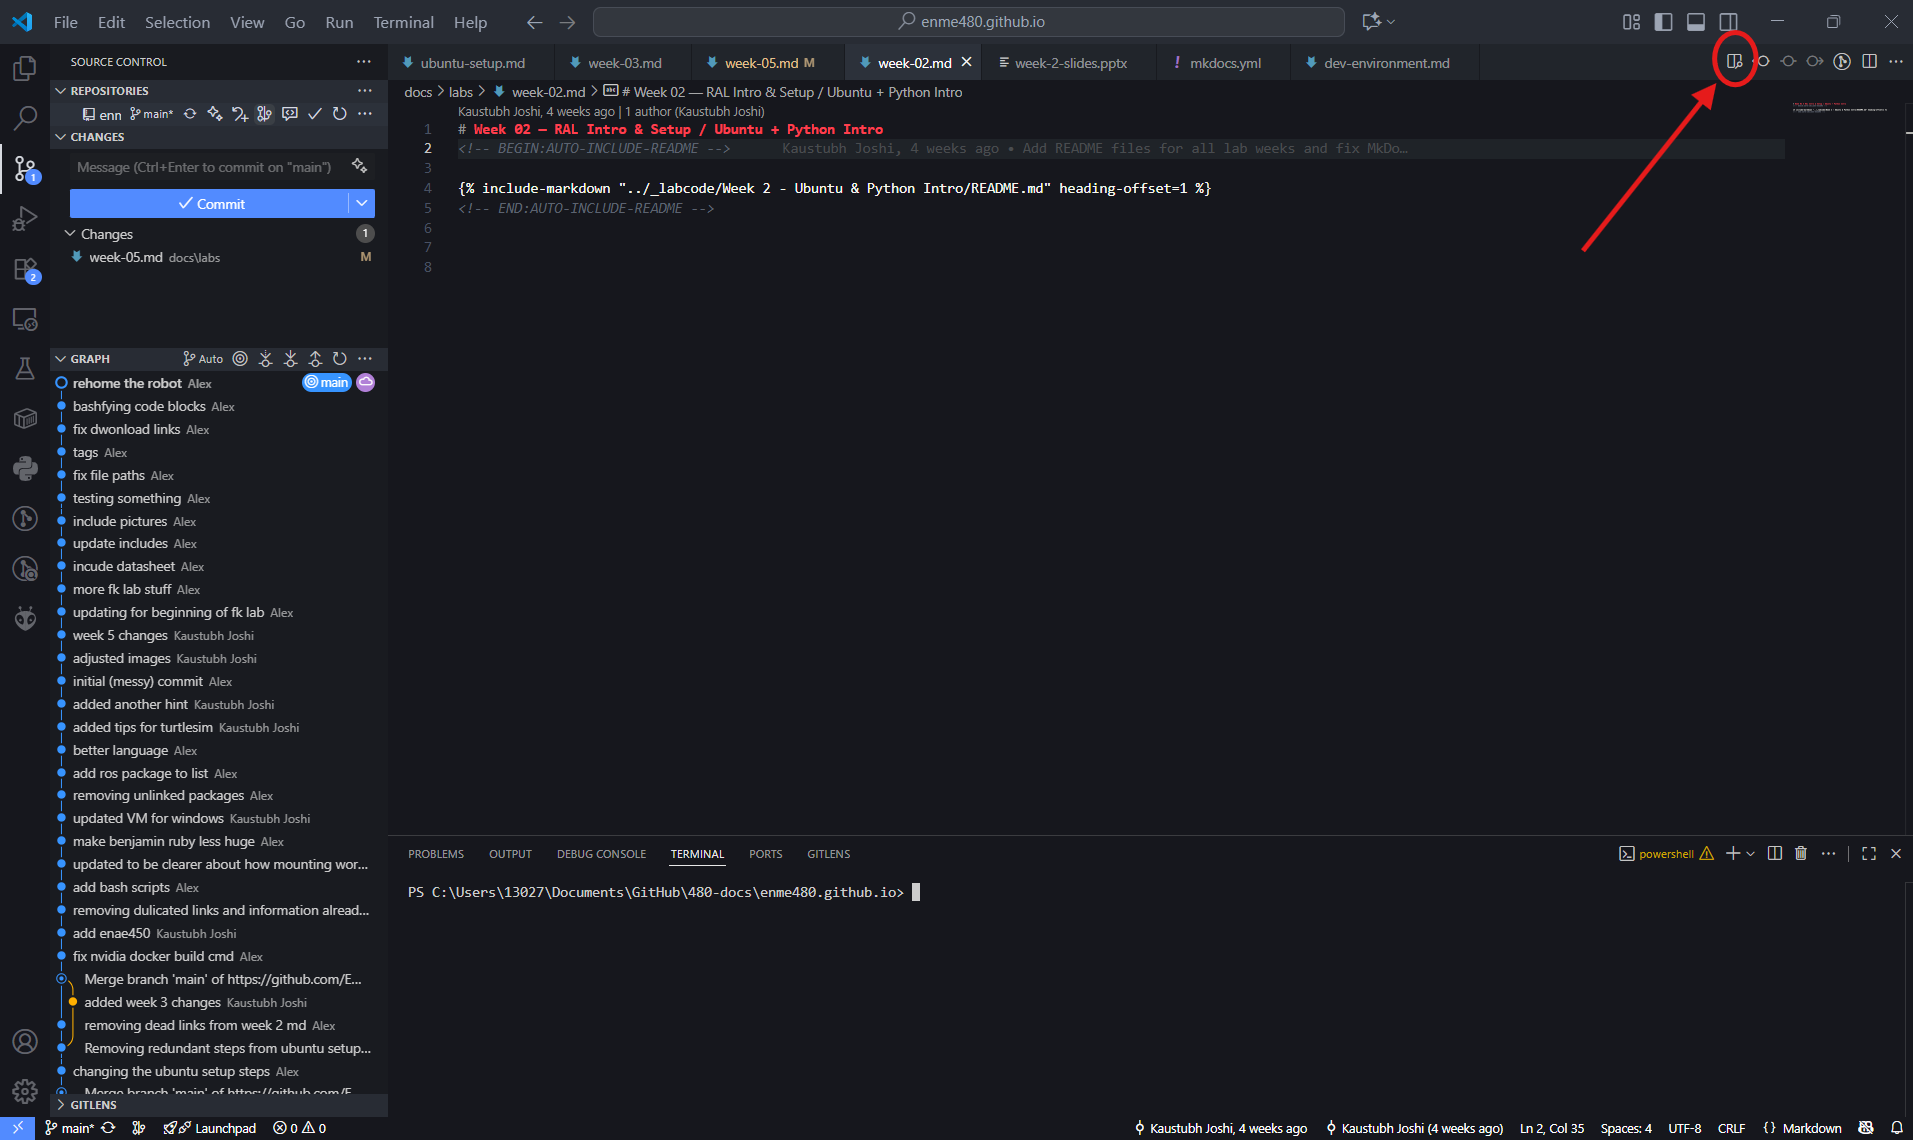 File Edit Selection View Go Run Terminal Help
enme480.github.io
SOURCE CONTROL
REPOSITORIES
enn main*
CHANGES
Message (Ctrl+Enter to commit on "main")
Commit
Changes 1
week-05.md docs\labs M
1
2
GRAPH
Auto
rehome the robot Alex main
bashfying code blocks Alex
fix dwonload links Alex
tags Alex
fix file paths Alex
testing something Alex
include pictures Alex
update includes Alex
incude datasheet Alex
more fk lab stuff Alex
updating for beginning of fk lab Alex
week 5 changes Kaustubh Joshi
adjusted images Kaustubh Joshi
initial (messy) commit Alex
added another hint Kaustubh Joshi
added tips for turtlesim Kaustubh Joshi
better language Alex
add ros package to list Alex
removing unlinked packages Alex
updated VM for windows Kaustubh Joshi
make benjamin ruby less huge Alex
updated to be clearer about how mounting wor...
add bash scripts Alex
removing dulicated links and information alread...
add enae450 Kaustubh Joshi
fix nvidia docker build cmd Alex
Merge branch 'main' of https://github.com/E...
added week 3 changes Kaustubh Joshi
removing dead links from week 2 md Alex
Removing redundant steps from ubuntu setup...
changing the ubuntu setup steps Alex
Merge branch 'main' of https://github.com/E...
GITLENS
ubuntu-setup.md week-03.md week-05.md M week-02.md week-2-slides.pptx ! mkdocs.yml dev-environment.md
docs > labs > week-02.md > # Week 02 — RAL Intro & Setup / Ubuntu + Python Intro
Kaustubh Joshi, 4 weeks ago | 1 author (Kaustubh Joshi)
1 # Week 02 — RAL Intro & Setup / Ubuntu + Python Intro
2 <!-- BEGIN:AUTO-INCLUDE-README --> Kaustubh Joshi, 4 weeks ago • Add README files for all lab weeks and fix MkDo…
3
4 {% include-markdown "../_labcode/Week 2 - Ubuntu & Python Intro/README.md" heading-offset=1 %}
5 <!-- END:AUTO-INCLUDE-README -->
6
7
8
PROBLEMS OUTPUT DEBUG CONSOLE TERMINAL PORTS GITLENS
powershell
PS C:\Users\13027\Documents\GitHub\480-docs\enme480.github.io>
main* Launchpad 0 0
Kaustubh Joshi, 4 weeks ago Kaustubh Joshi (4 weeks ago) Ln 2, Col 35 Spaces: 4 UTF-8 CRLF {} Markdown